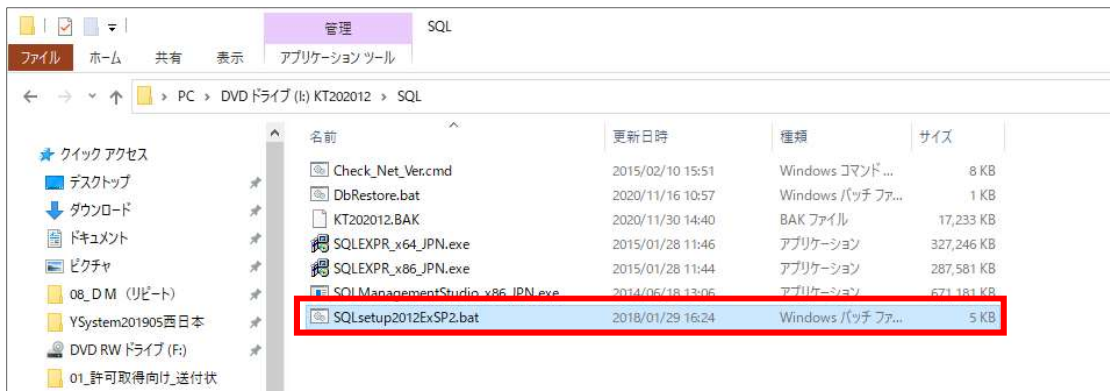 管理 SQL
ファイル ホーム 共有 表示 アプリケーション ツール
PC > DVD ドライブ (I:) KT202012 > SQL
名前 更新日時 種類 サイズ
クイック アクセス
Check_Net_Ver.cmd 2015/02/10 15:51 Windows コマンド ... 8 KB
デスクトップ
DbRestore.bat 2020/11/16 10:57 Windows バッチ ファ... 1 KB
ダウンロード
KT202012.BAK 2020/11/30 14:40 BAK ファイル 17,233 KB
ドキュメント
SQLEXPR_x64_JPN.exe 2015/01/28 11:46 アプリケーション 327,246 KB
ピクチャ
SQLEXPR_x86_JPN.exe 2015/01/28 11:44 アプリケーション 287,581 KB
08_ＤＭ（リピート）
SQLManagementStudio_x86_JPN.exe 2014/06/18 13:06 アプリケーション 671,181 KB
YSystem201905西日本
SQLsetup2012ExSP2.bat 2018/01/29 16:24 Windows バッチ ファ... 5 KB
DVD RW ドライブ (F:)
01_許可取得向け_送付状